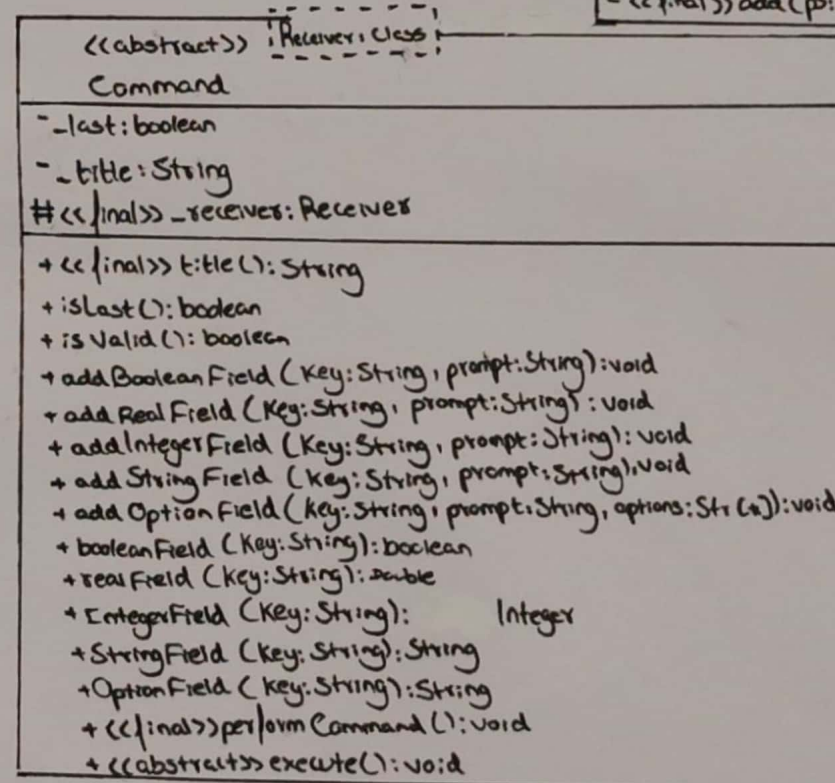 - <<final>> add (
<<abstract>> Receiver: Class
Command
- _last: boolean
- _title: String
# <<final>> _receiver: Receiver
+ <<final>> title(): String
+ isLast(): boolean
+ isValid(): boolean
+ addBooleanField (Key: String, prompt: String): void
+ addRealField (Key: String, prompt: String): void
+ addIntegerField (Key: String, prompt: String): void
+ addStringField (Key: String, prompt: String): void
+ addOptionField (Key: String, prompt: String, options: Str[*]): void
+ booleanField (Key: String): boolean
+ realField (Key: String): Double
+ IntegerField (Key: String): Integer
+ StringField (Key: String): String
+ OptionField (Key: String): String
+ <<final>> performCommand(): void
+ <<abstract>> execute(): void